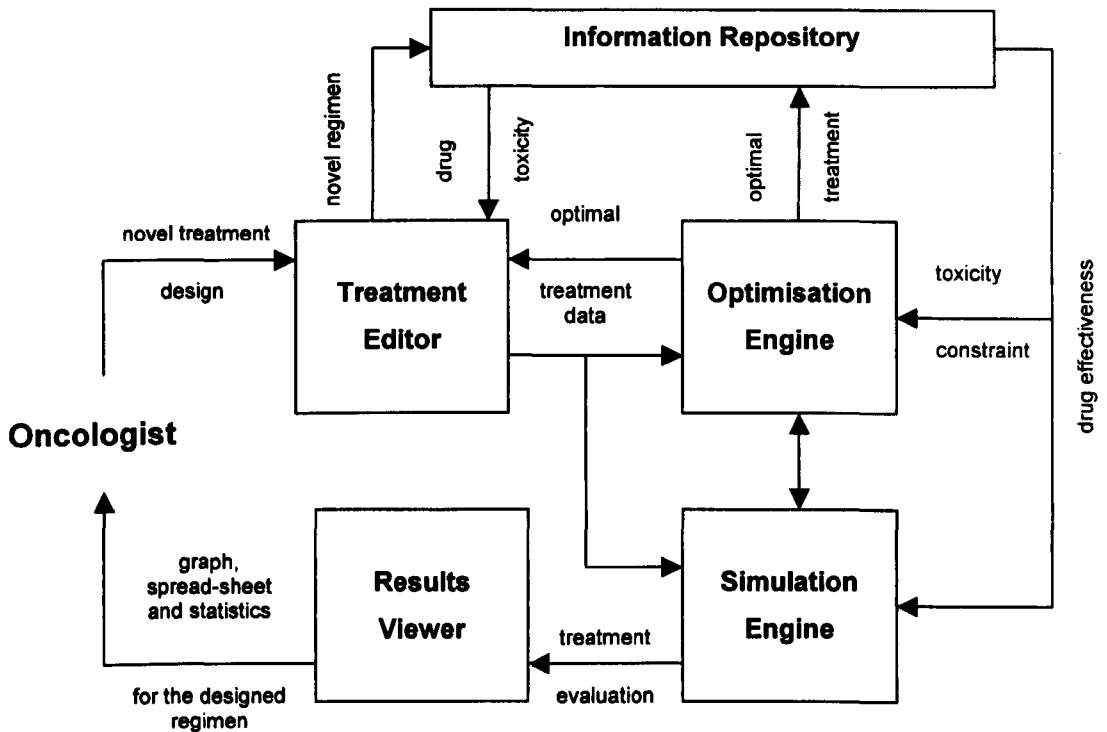 Information Repository
novel regimen
drug
toxicity
optimal
treatment
novel treatment
design
optimal
treatment
data
Treatment
Editor
Optimisation
Engine
toxicity
constraint
drug effectiveness
Oncologist
graph,
spread-sheet
and statistics
for the designed
regimen
Results
Viewer
treatment
evaluation
Simulation
Engine